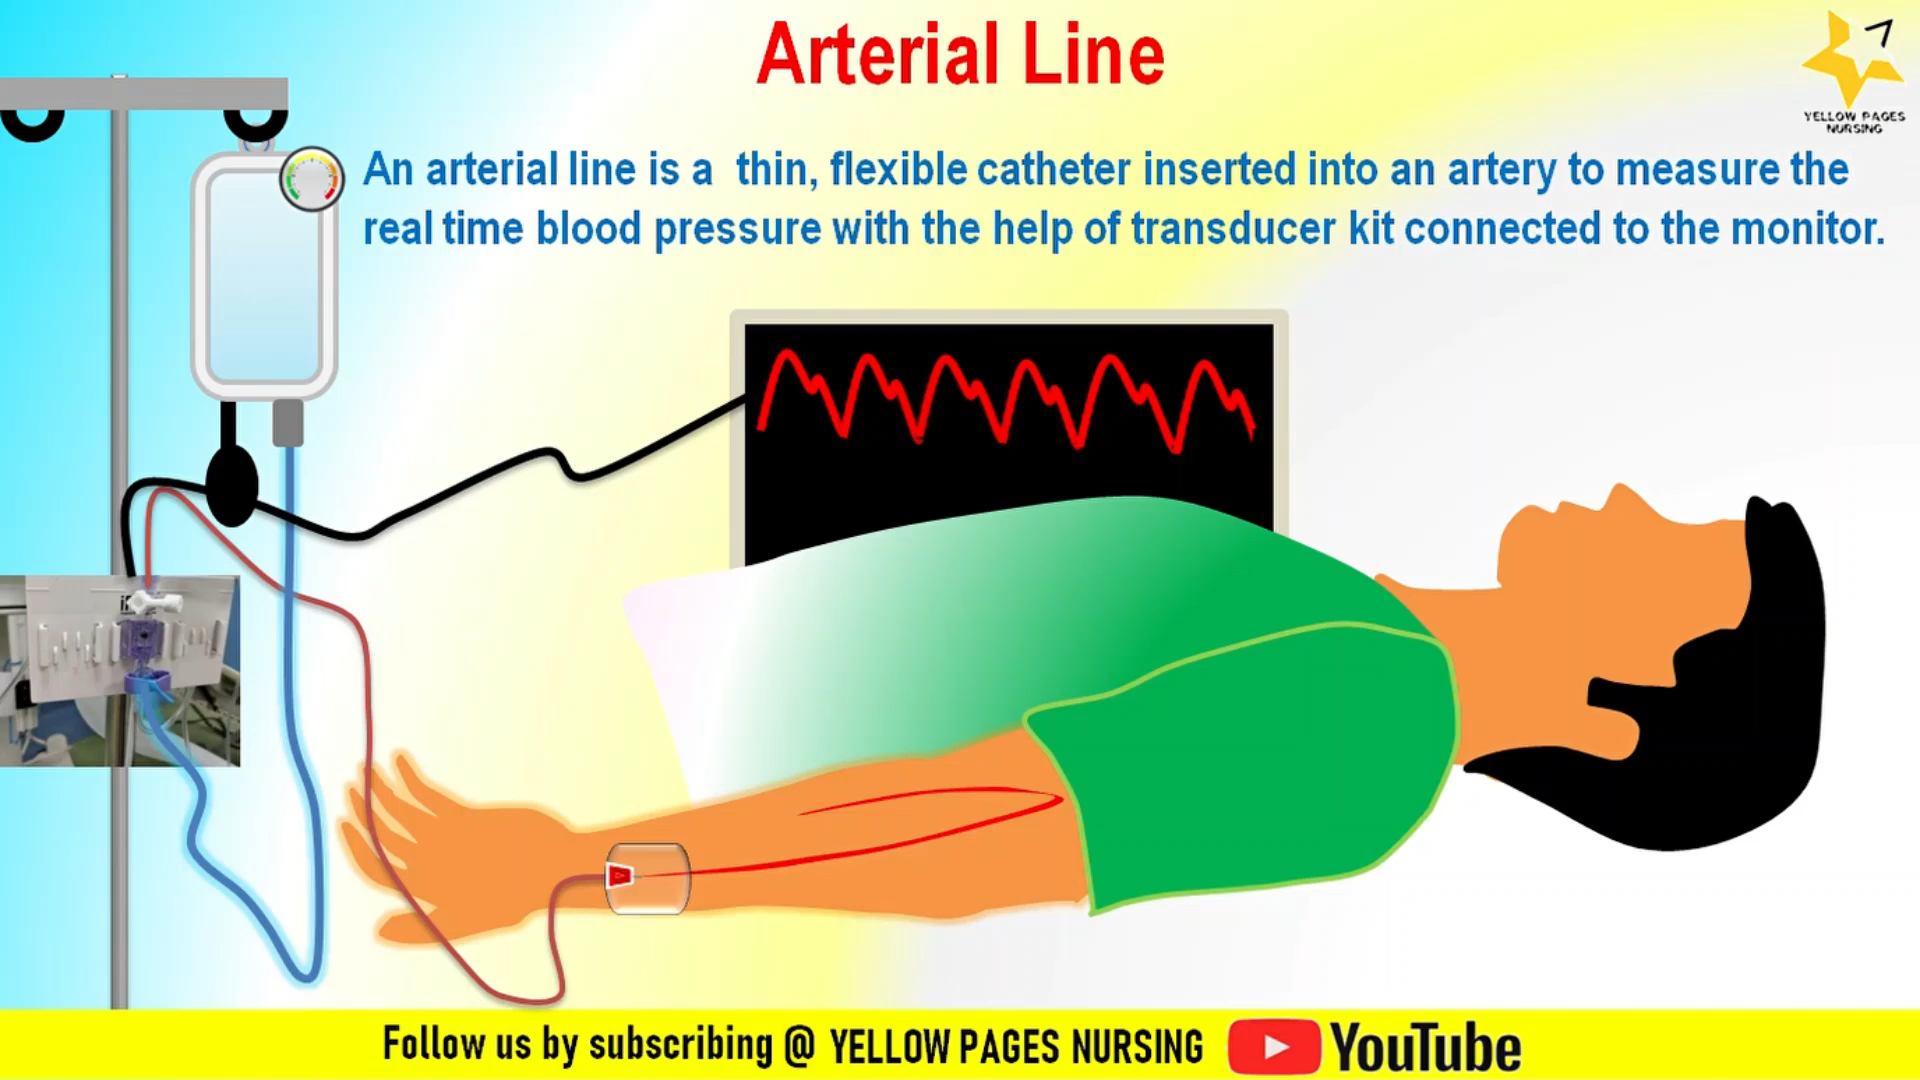 Arterial Line
YELLOW PAGES
NURSING
An arterial line is a thin, flexible catheter inserted into an artery to measure the
real time blood pressure with the help of transducer kit connected to the monitor.
Follow us by subscribing @ YELLOW PAGES NURSING YouTube